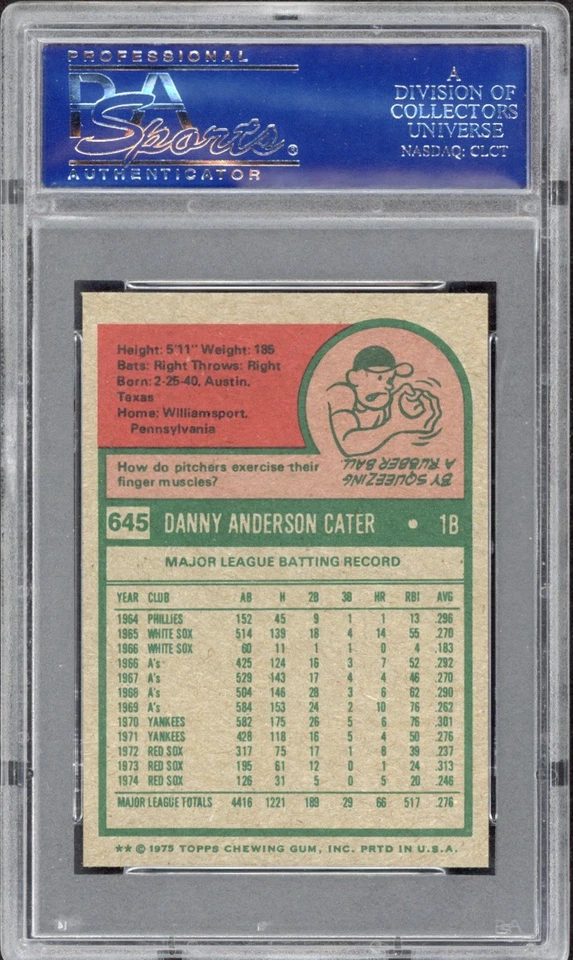 PROFESSIONAL
PSA
Sports®
AUTHENTICATOR
A
DIVISION OF
COLLECTORS
UNIVERSE
NASDAQ: CLCT
Height: 5'11" Weight: 185
Bats: Right Throws: Right
Born: 2-25-40, Austin,
Texas
Home: Williamsport,
Pennsylvania
How do pitchers exercise their
finger muscles?
BY SQUEEZING
A RUBBER BALL.
645 DANNY ANDERSON CATER • 1B
MAJOR LEAGUE BATTING RECORD
YEAR CLUB AB H 2B 3B HR RBI AVG
1964 PHILLIES 152 45 9 1 1 13 .296
1965 WHITE SOX 514 139 18 4 14 55 .270
1966 WHITE SOX 60 11 1 1 0 4 .183
1966 A's 425 124 16 3 7 52 .292
1967 A's 529 143 17 4 4 46 .270
1968 A's 504 146 28 3 6 62 .290
1969 A's 584 153 24 2 10 76 .262
1970 YANKEES 582 175 26 5 6 76 .301
1971 YANKEES 428 118 16 5 4 50 .276
1972 RED SOX 317 75 17 1 8 39 .237
1973 RED SOX 195 61 12 0 1 24 .313
1974 RED SOX 126 31 5 0 5 20 .246
MAJOR LEAGUE TOTALS 4416 1221 189 29 66 517 .276
** © 1975 TOPPS CHEWING GUM, INC. PRTD IN U.S.A.
PSA